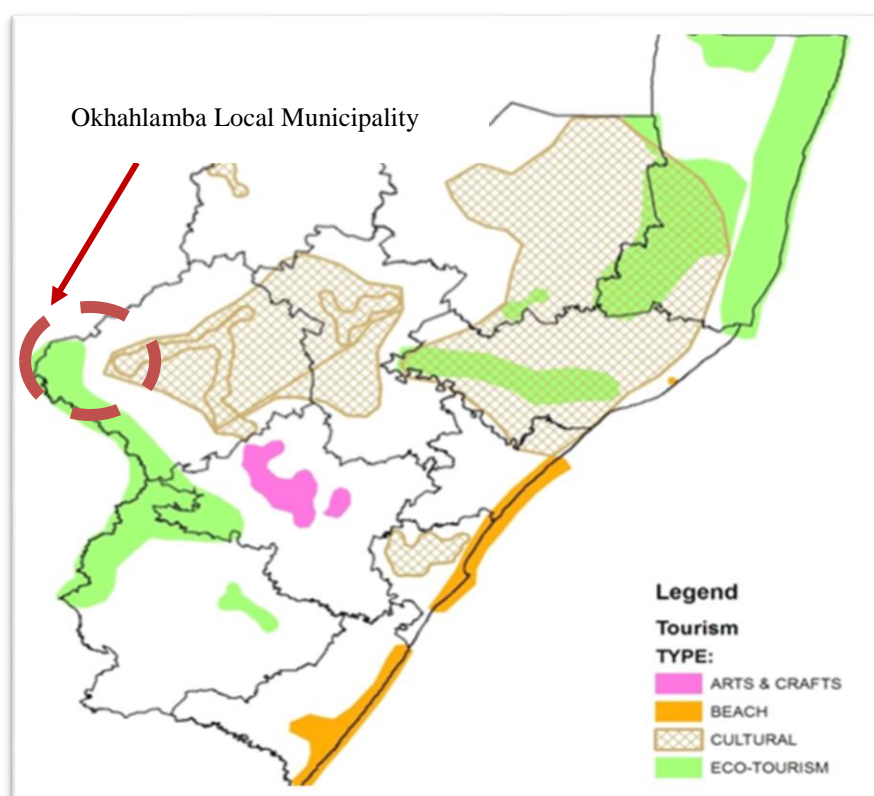 Okhahlamba Local Municipality
Legend
Tourism
TYPE:
ARTS & CRAFTS
BEACH
CULTURAL
ECO-TOURISM